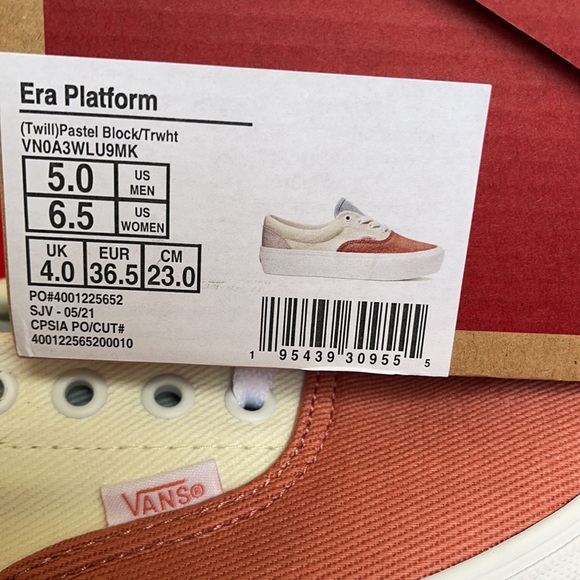 Era Platform
(Twill)Pastel Block/Trwht
VN0A3WLU9MK
5.0 US MEN
6.5 US WOMEN
UK 4.0 EUR 36.5 CM 23.0
PO#4001225652
SJV - 05/21
CPSIA PO/CUT#
400122565200010
1 95439 30955 5
VANS®